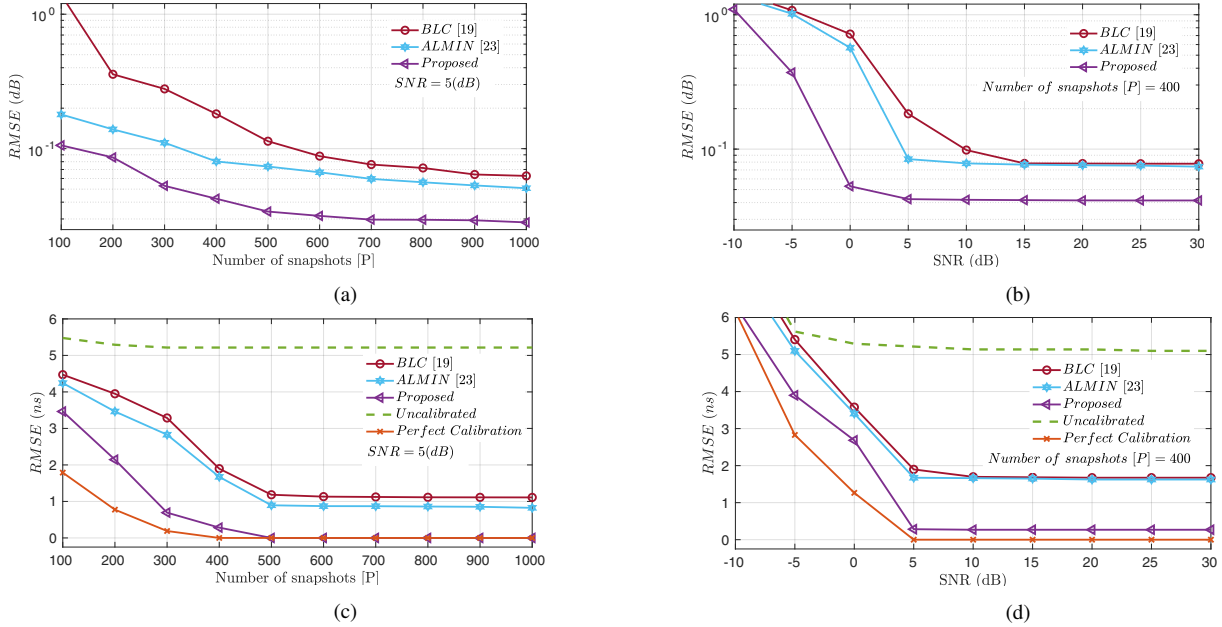 10^0
10^-1
RMSE (dB)
BLC [19]
ALMIN [23]
Proposed
SNR = 5(dB)
100 200 300 400 500 600 700 800 900 1000
Number of snapshots [P]
(a)
10^0
10^-1
RMSE (dB)
BLC [19]
ALMIN [23]
Proposed
Number of snapshots [P] = 400
-10 -5 0 5 10 15 20 25 30
SNR (dB)
(b)
6
5
4
3
2
1
0
RMSE (ns)
BLC [19]
ALMIN [23]
Proposed
Uncalibrated
Perfect Calibration
SNR = 5(dB)
100 200 300 400 500 600 700 800 900 1000
Number of snapshots [P]
(c)
6
5
4
3
2
1
0
RMSE (ns)
BLC [19]
ALMIN [23]
Proposed
Uncalibrated
Perfect Calibration
Number of snapshots [P] = 400
-10 -5 0 5 10 15 20 25 30
SNR (dB)
(d)